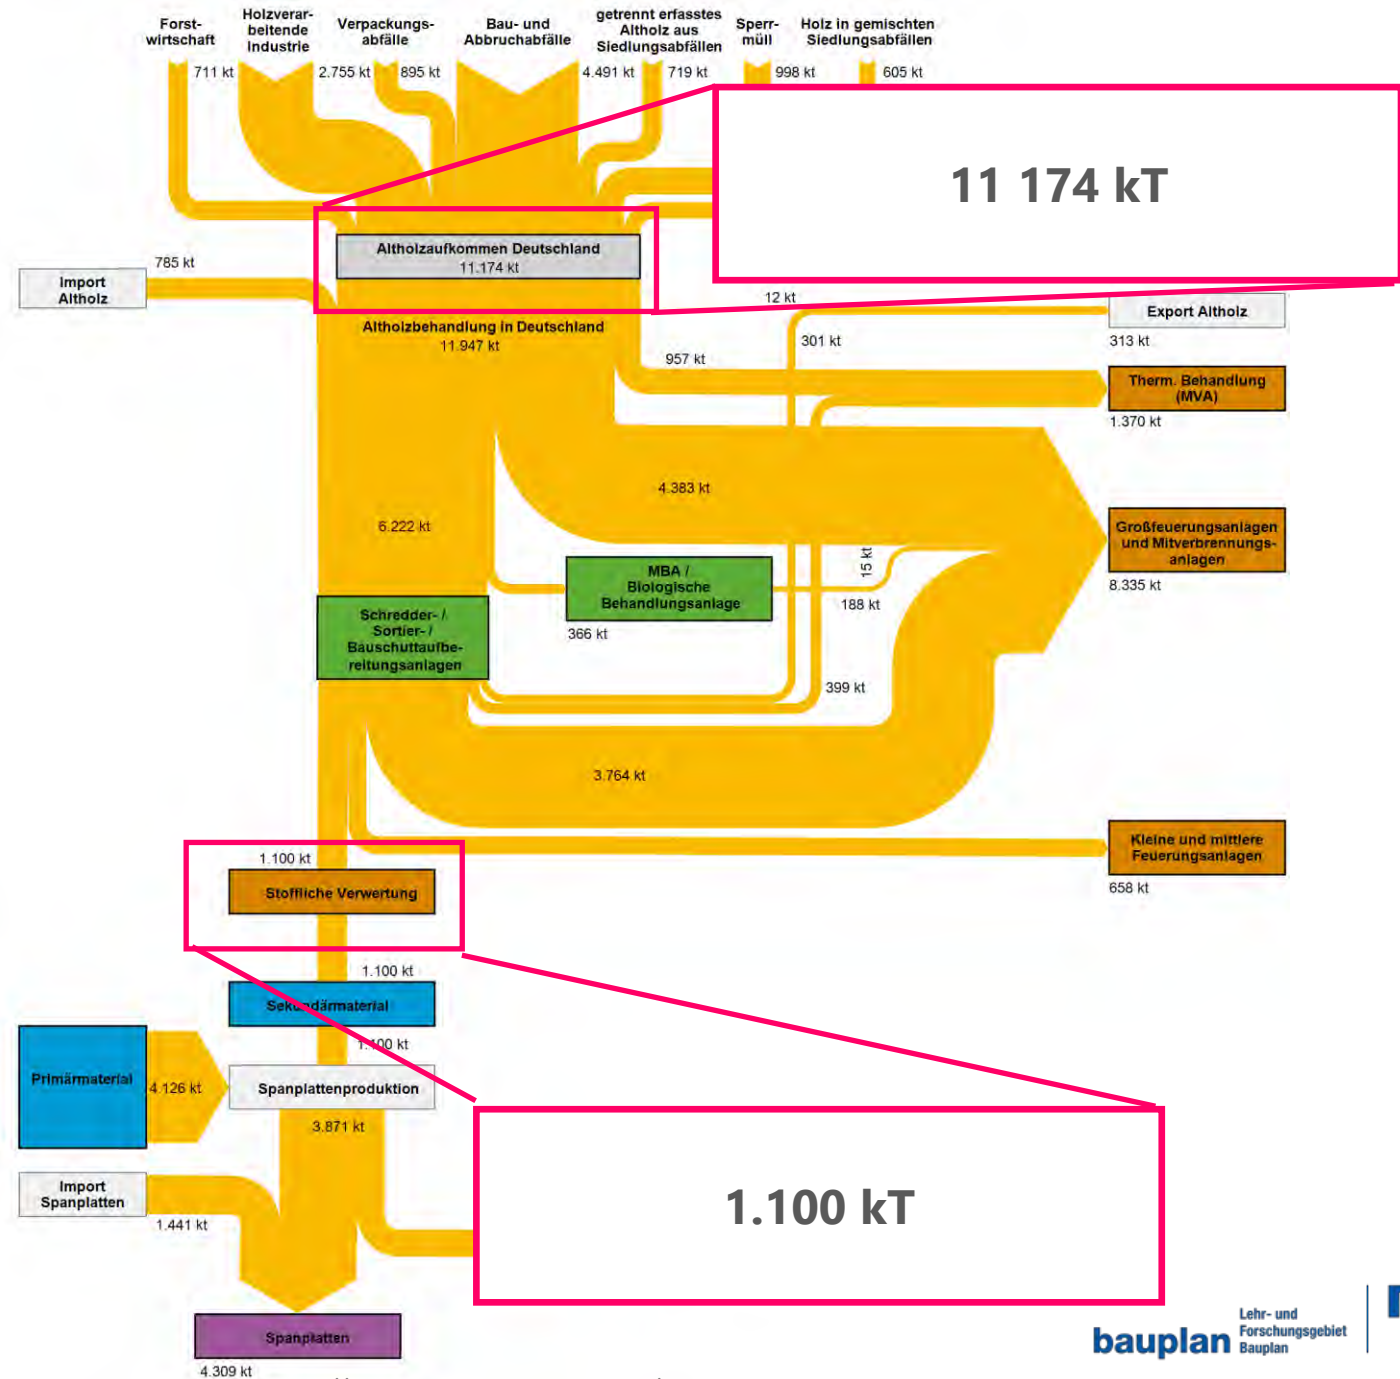 Forst-
wirtschaft
711 kt
Holzverar-
beitende
Industrie
2.755 kt
Verpackungs-
abfälle
895 kt
Bau- und
Abbruchabfälle
4.491 kt
getrennt erfasstes
Altholz aus
Siedlungsabfällen
719 kt
Sperr-
müll
998 kt
Holz in gemischten
Siedlungsabfällen
605 kt
11 174 kT
Altholzaufkommen Deutschland
11.174 kt
785 kt
Import
Altholz
Altholzbehandlung in Deutschland
11.947 kt
12 kt
301 kt
Export Altholz
313 kt
957 kt
Therm. Behandlung
(MVA)
1.370 kt
4.383 kt
6.222 kt
Großfeuerungsanlagen
und Mitverbrennungs-
anlagen
8.335 kt
MBA /
Biologische
Behandlungsanlage
366 kt
15 kt
188 kt
Schredder- /
Sortier- /
Bauschuttaufbe-
reitungsanlagen
399 kt
3.764 kt
Kleine und mittlere
Feuerungsanlagen
658 kt
1.100 kt
Stoffliche Verwertung
1.100 kt
Sekundärmaterial
1.100 kt
Primärmaterial
4.126 kt
Spanplattenproduktion
3.871 kt
Import
Spanplatten
1.441 kt
1.100 kT
Spanplatten
4.309 kt
bauplan
Lehr- und
Forschungsgebiet
Bauplan